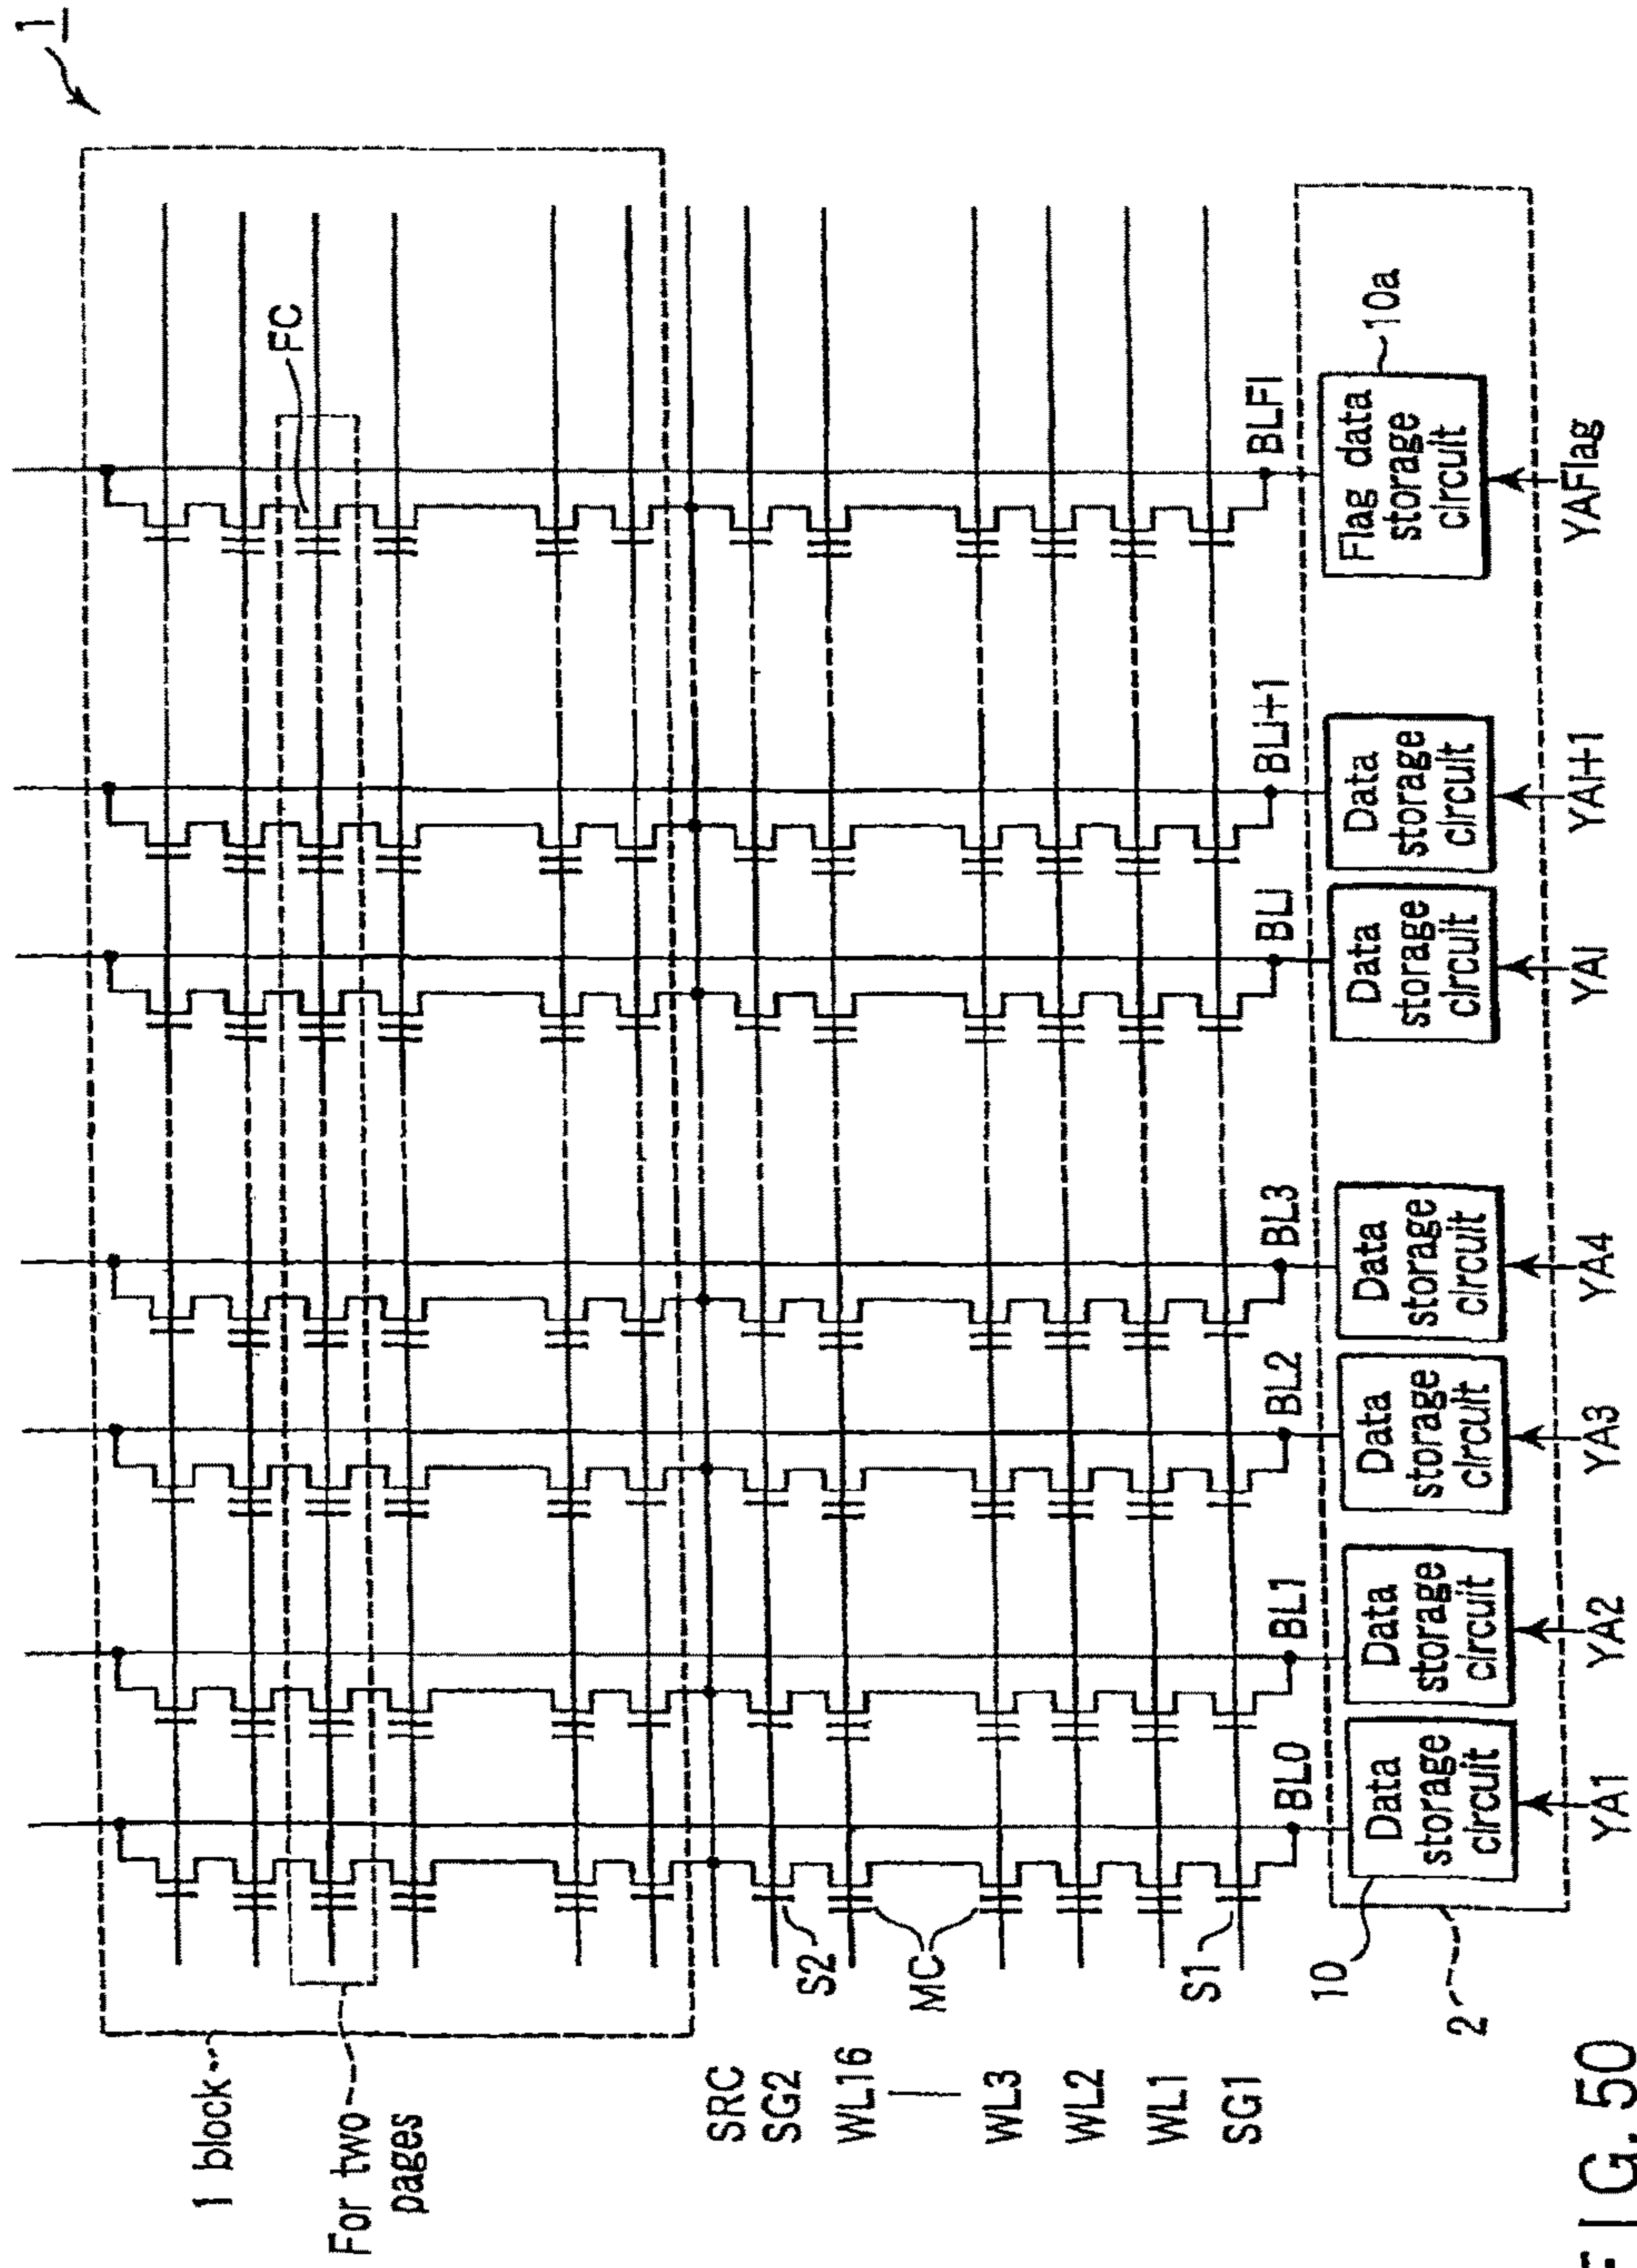 1
1 block
For two
pages
FC
SRC
SG2
WL16
WL3
WL2
WL1
SG1
S2
MC
S1
BL0
BL1
BL2
BL3
BLi
BLi+1
BLFl
10
2
Data
storage
circuit
Data
storage
circuit
Data
storage
circuit
Data
storage
circuit
Data
storage
circuit
Data
storage
circuit
Flag data
storage
circuit
10a
YA1
YA2
YA3
YA4
YAi
YAi+1
YAFlag
FIG. 50